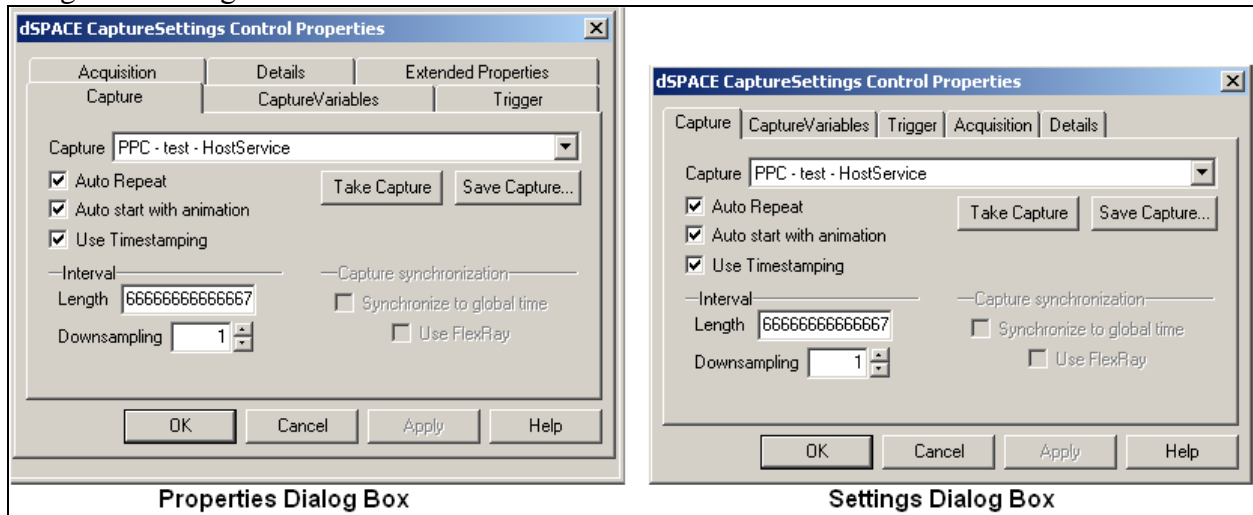 dSPACE CaptureSettings Control Properties
Acquisition Details Extended Properties
Capture CaptureVariables Trigger
Capture PPC - test - HostService
Auto Repeat
Take Capture Save Capture...
Auto start with animation
Use Timestamping
Interval Capture synchronization
Length 66666666666667 Synchronize to global time
Downsampling 1 Use FlexRay
OK Cancel Apply Help
Properties Dialog Box
dSPACE CaptureSettings Control Properties
Capture CaptureVariables Trigger Acquisition Details
Capture PPC - test - HostService
Auto Repeat
Take Capture Save Capture...
Auto start with animation
Use Timestamping
Interval Capture synchronization
Length 66666666666667 Synchronize to global time
Downsampling 1 Use FlexRay
OK Cancel Apply Help
Settings Dialog Box